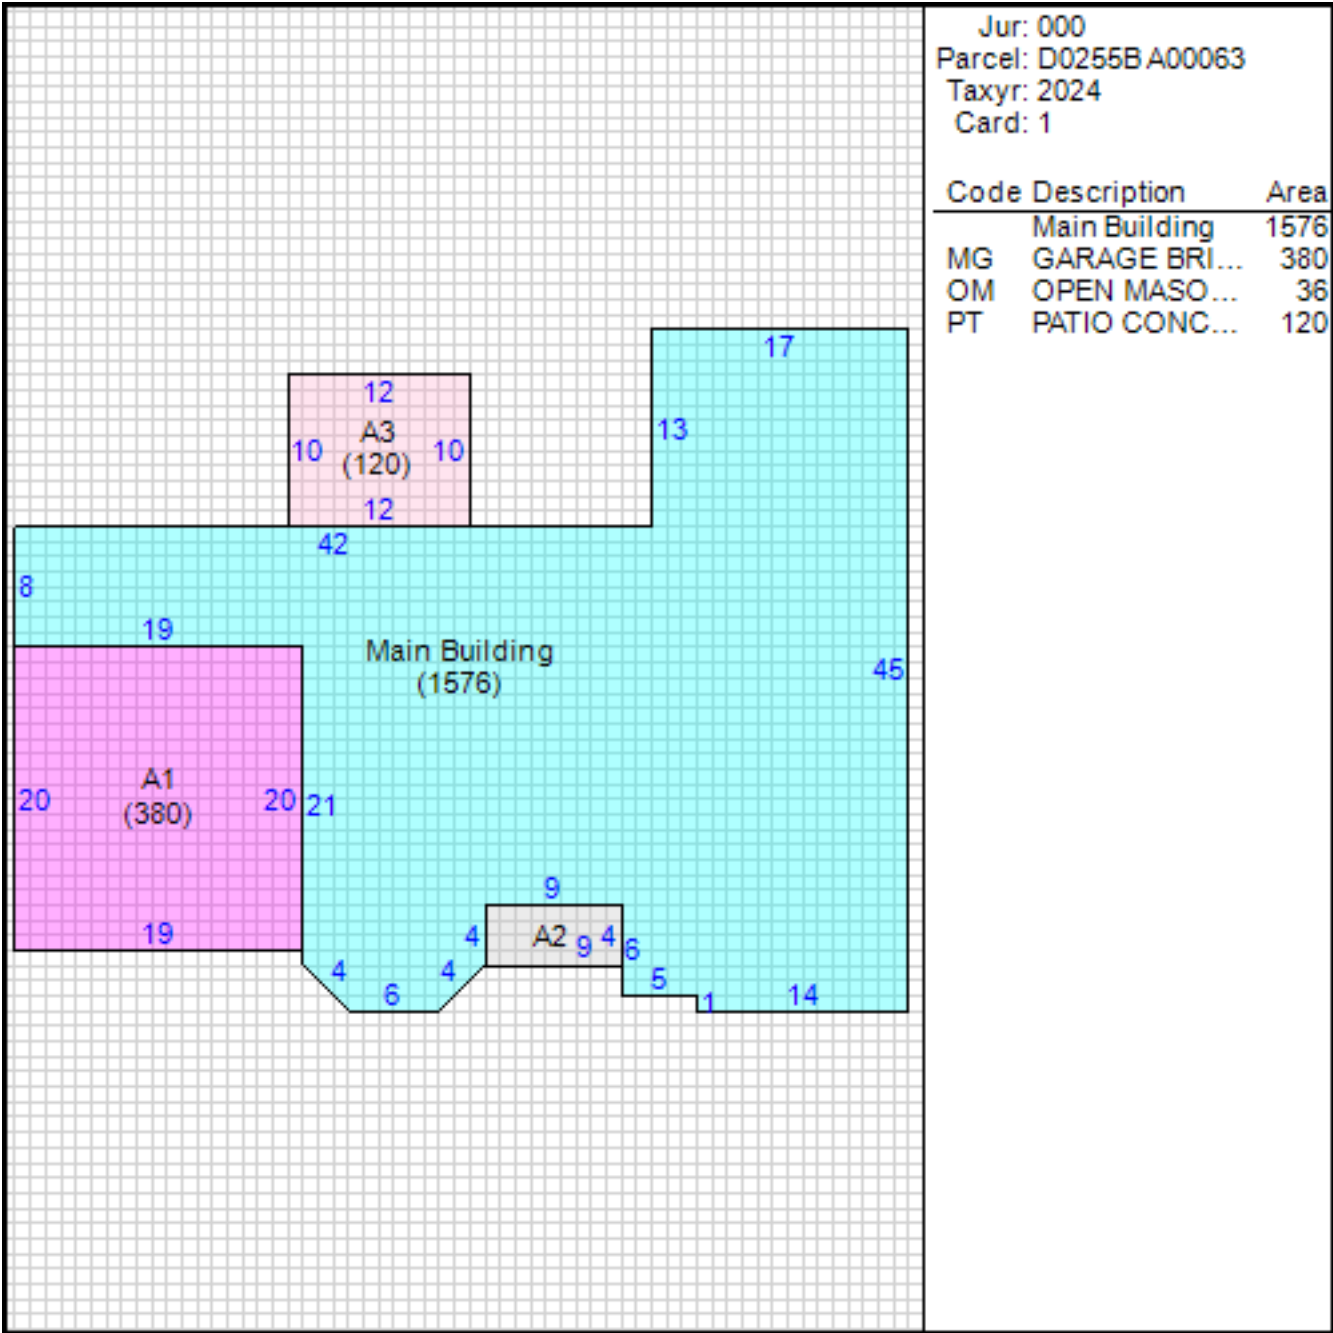 Jur: 000
Parcel: D0255B A00063
Taxyr: 2024
Card: 1
Code Description Area
Main Building 1576
MG GARAGE BRI... 380
OM OPEN MASO... 36
PT PATIO CONC... 120
17
12
13
A3
10 10
(120)
12
42
8
19
Main Building
(1576)
45
A1
20 20 21
(380)
9
19 4 A2 9 4 6
4 4 5
6 1 14